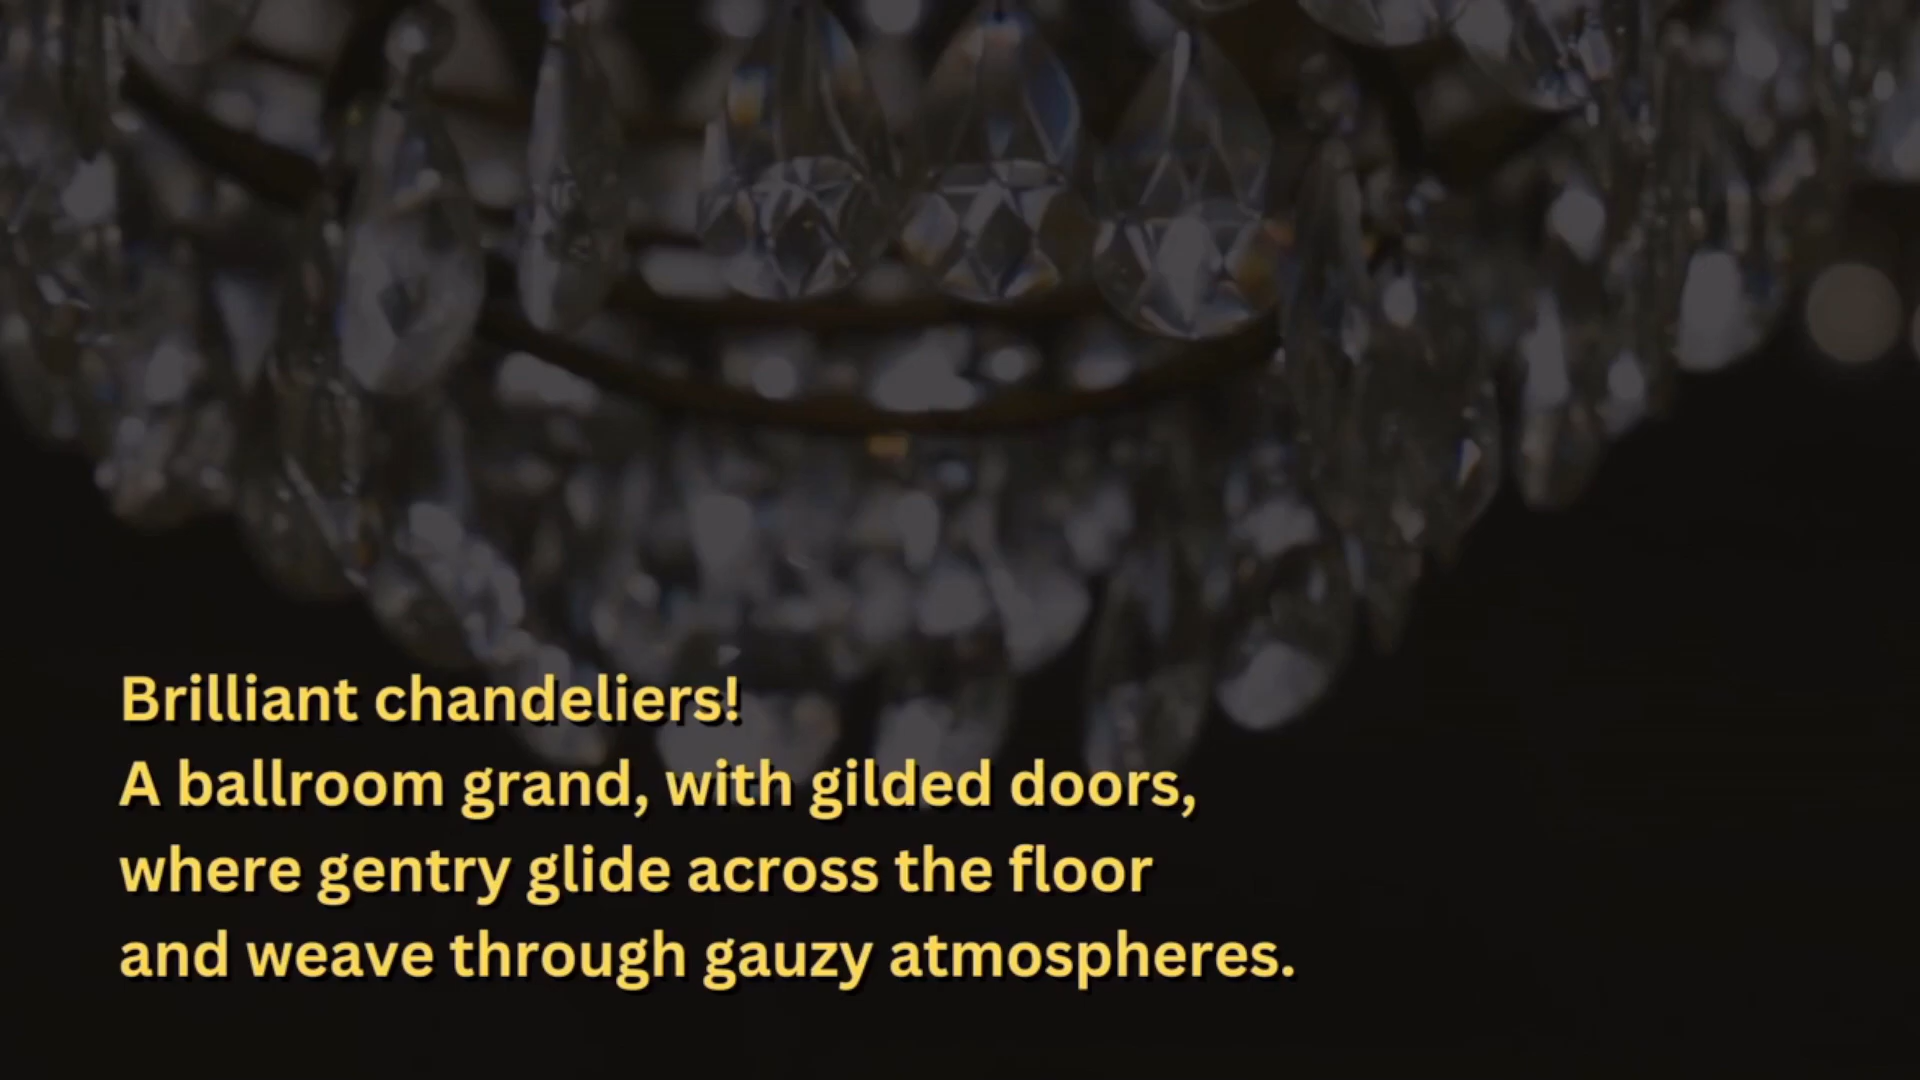 Brilliant chandeliers!
A ballroom grand, with gilded doors,
where gentry glide across the floor
and weave through gauzy atmospheres.